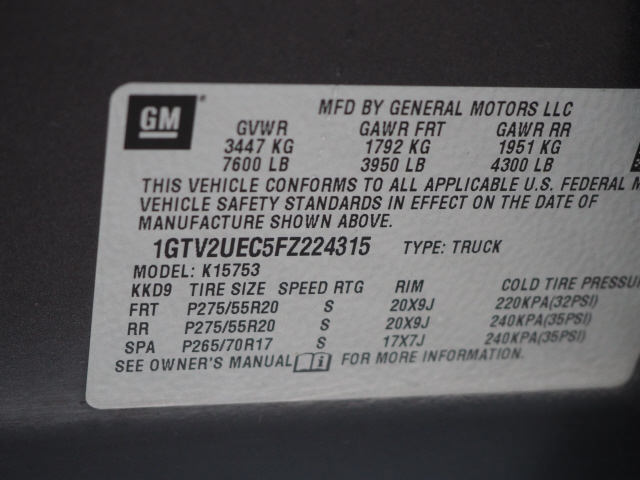 GM
MFD BY GENERAL MOTORS LLC
GVWR GAWR FRT GAWR RR
3447 KG 1792 KG 1951 KG
7600 LB 3950 LB 4300 LB
THIS VEHICLE CONFORMS TO ALL APPLICABLE U.S. FEDERAL M
VEHICLE SAFETY STANDARDS IN EFFECT ON THE DATE OF
MANUFACTURE SHOWN ABOVE.
1GTV2UEC5FZ224315 TYPE: TRUCK
MODEL: K15753
KKD9 TIRE SIZE SPEED RTG RIM COLD TIRE PRESSU
FRT P275/55R20 S 20X9J 220KPA(32PSI)
RR P275/55R20 S 20X9J 240KPA(35PSI)
SPA P265/70R17 S 17X7J 240KPA(35PSI)
SEE OWNER'S MANUAL FOR MORE INFORMATION.